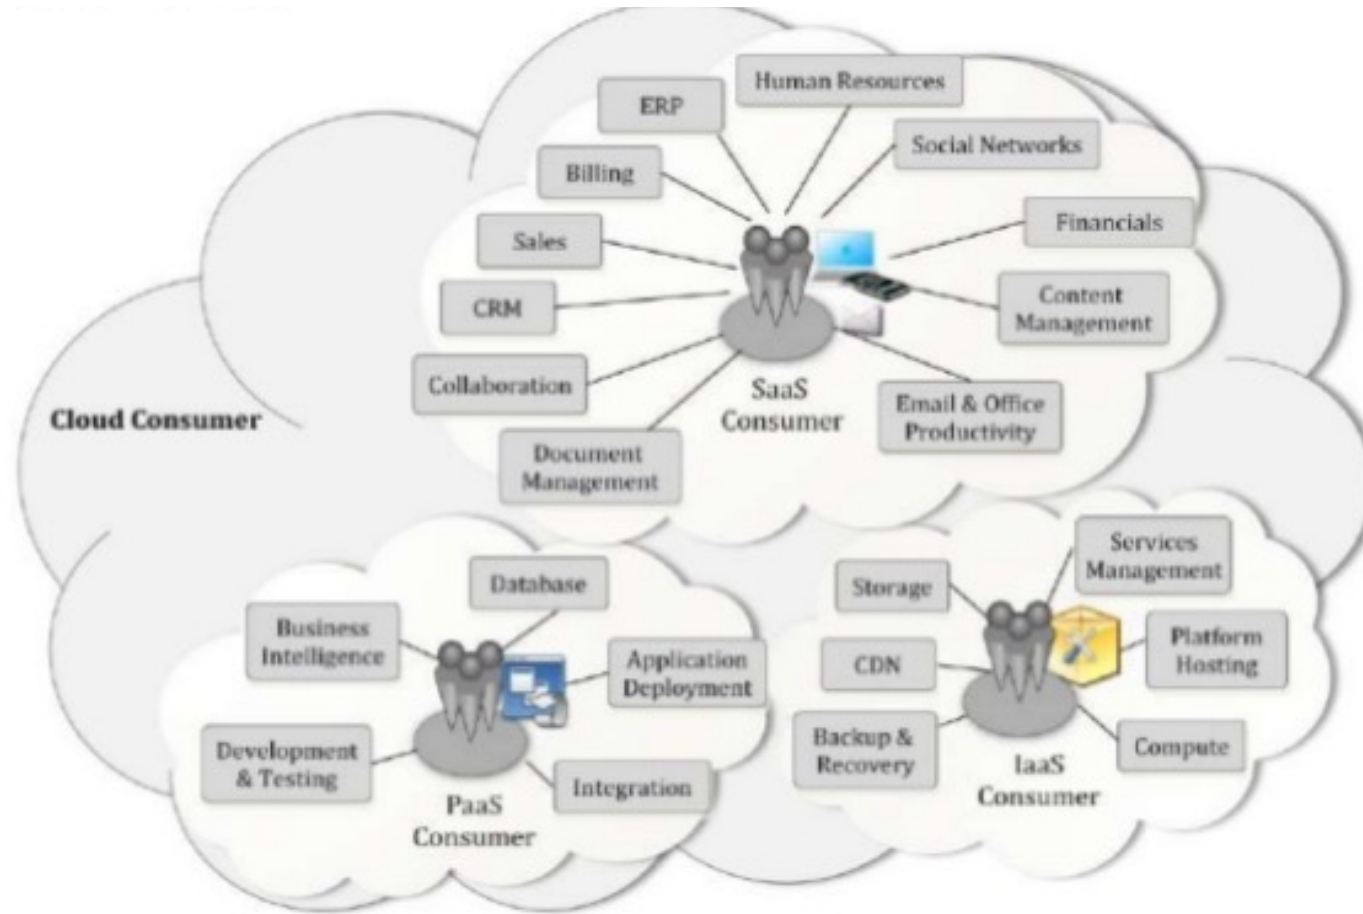 Human Resources
ERP
Social Networks
Billing
Financials
Sales
Content
Management
CRM
Collaboration
SaaS
Consumer
Email & Office
Productivity
Cloud Consumer
Document
Management
Services
Management
Database
Storage
Business
Intelligence
Platform
Hosting
Application
Deployment
CDN
Development
& Testing
Backup &
Recovery
Compute
Integration
IaaS
Consumer
PaaS
Consumer